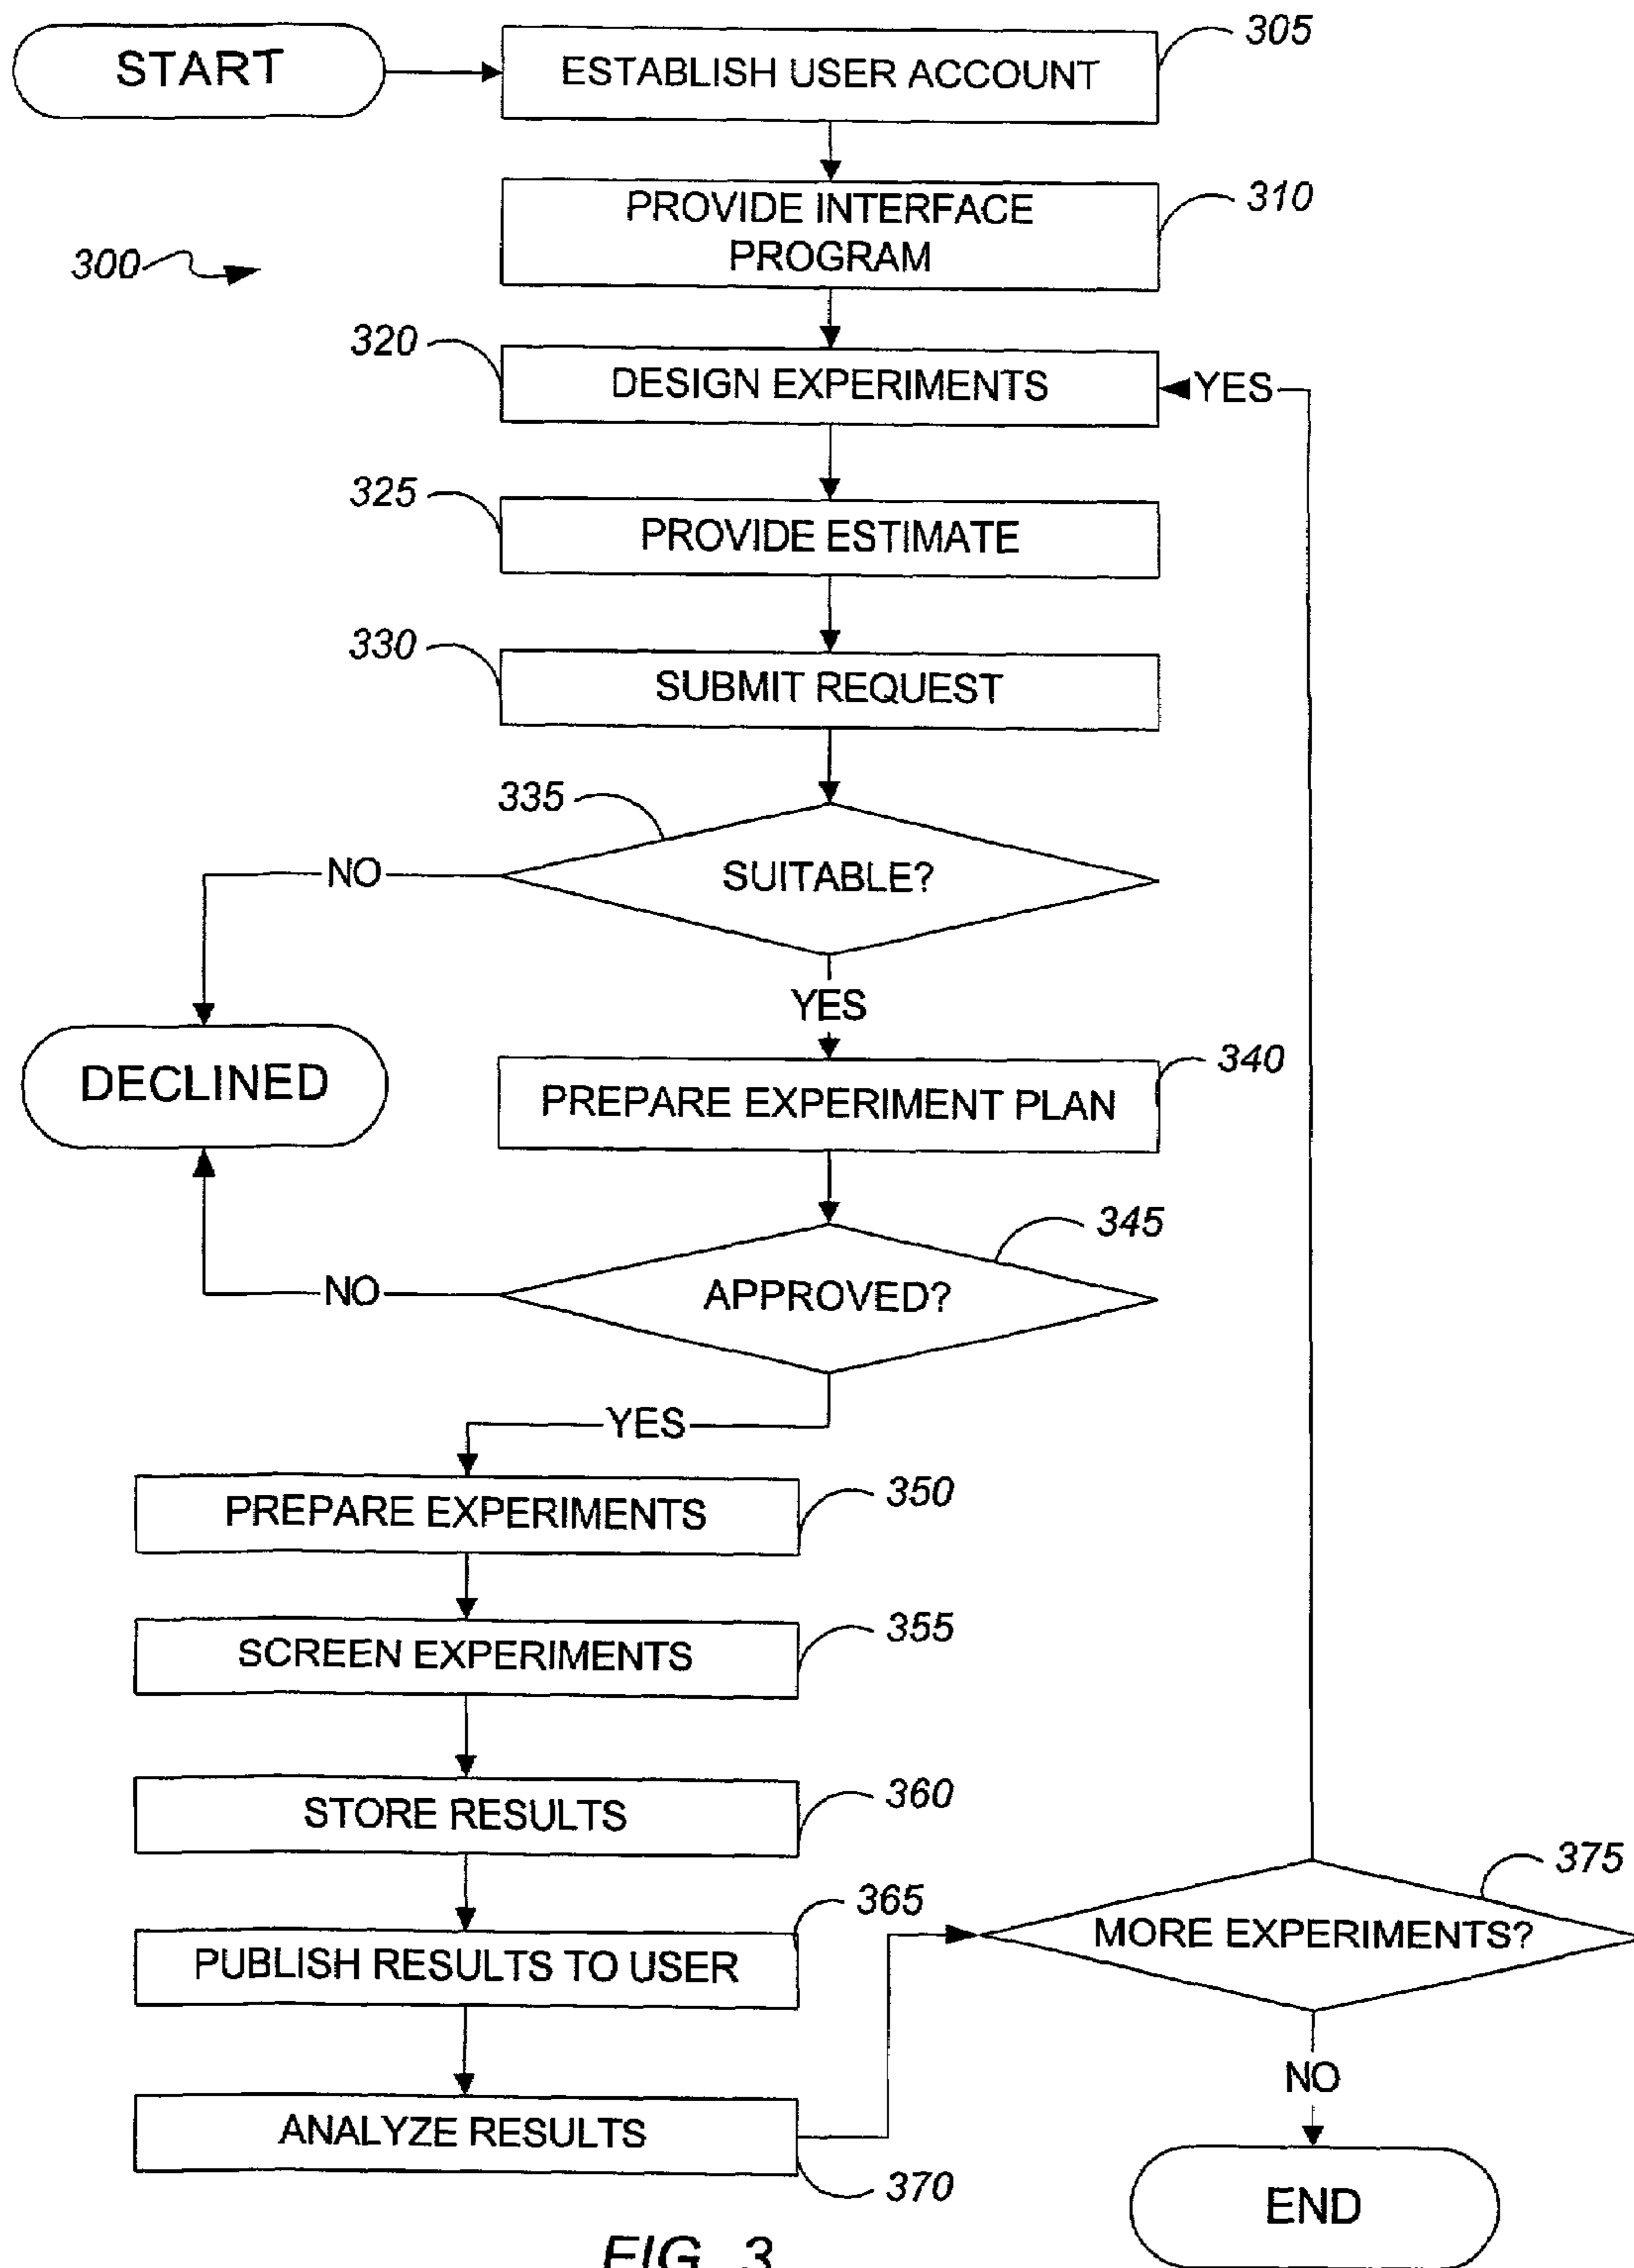 START
305
ESTABLISH USER ACCOUNT
310
PROVIDE INTERFACE
PROGRAM
300
320
DESIGN EXPERIMENTS
YES
325
PROVIDE ESTIMATE
330
SUBMIT REQUEST
335
SUITABLE?
NO
YES
DECLINED
340
PREPARE EXPERIMENT PLAN
345
APPROVED?
NO
YES
350
PREPARE EXPERIMENTS
355
SCREEN EXPERIMENTS
360
STORE RESULTS
365
PUBLISH RESULTS TO USER
375
MORE EXPERIMENTS?
NO
ANALYZE RESULTS
370
END
FIG. 3